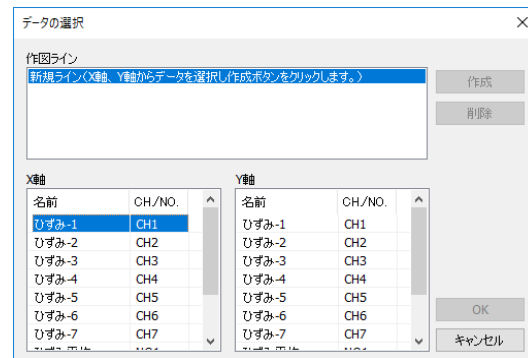 データの選択
作図ライン
新規ライン(X軸、Y軸からデータを選択し作成ボタンをクリックします。)
作成
削除
X軸
名前 CH/NO.
ひずみ-1 CH1
ひずみ-2 CH2
ひずみ-3 CH3
ひずみ-4 CH4
ひずみ-5 CH5
ひずみ-6 CH6
ひずみ-7 CH7
Y軸
名前 CH/NO.
ひずみ-1 CH1
ひずみ-2 CH2
ひずみ-3 CH3
ひずみ-4 CH4
ひずみ-5 CH5
ひずみ-6 CH6
ひずみ-7 CH7
OK
キャンセル